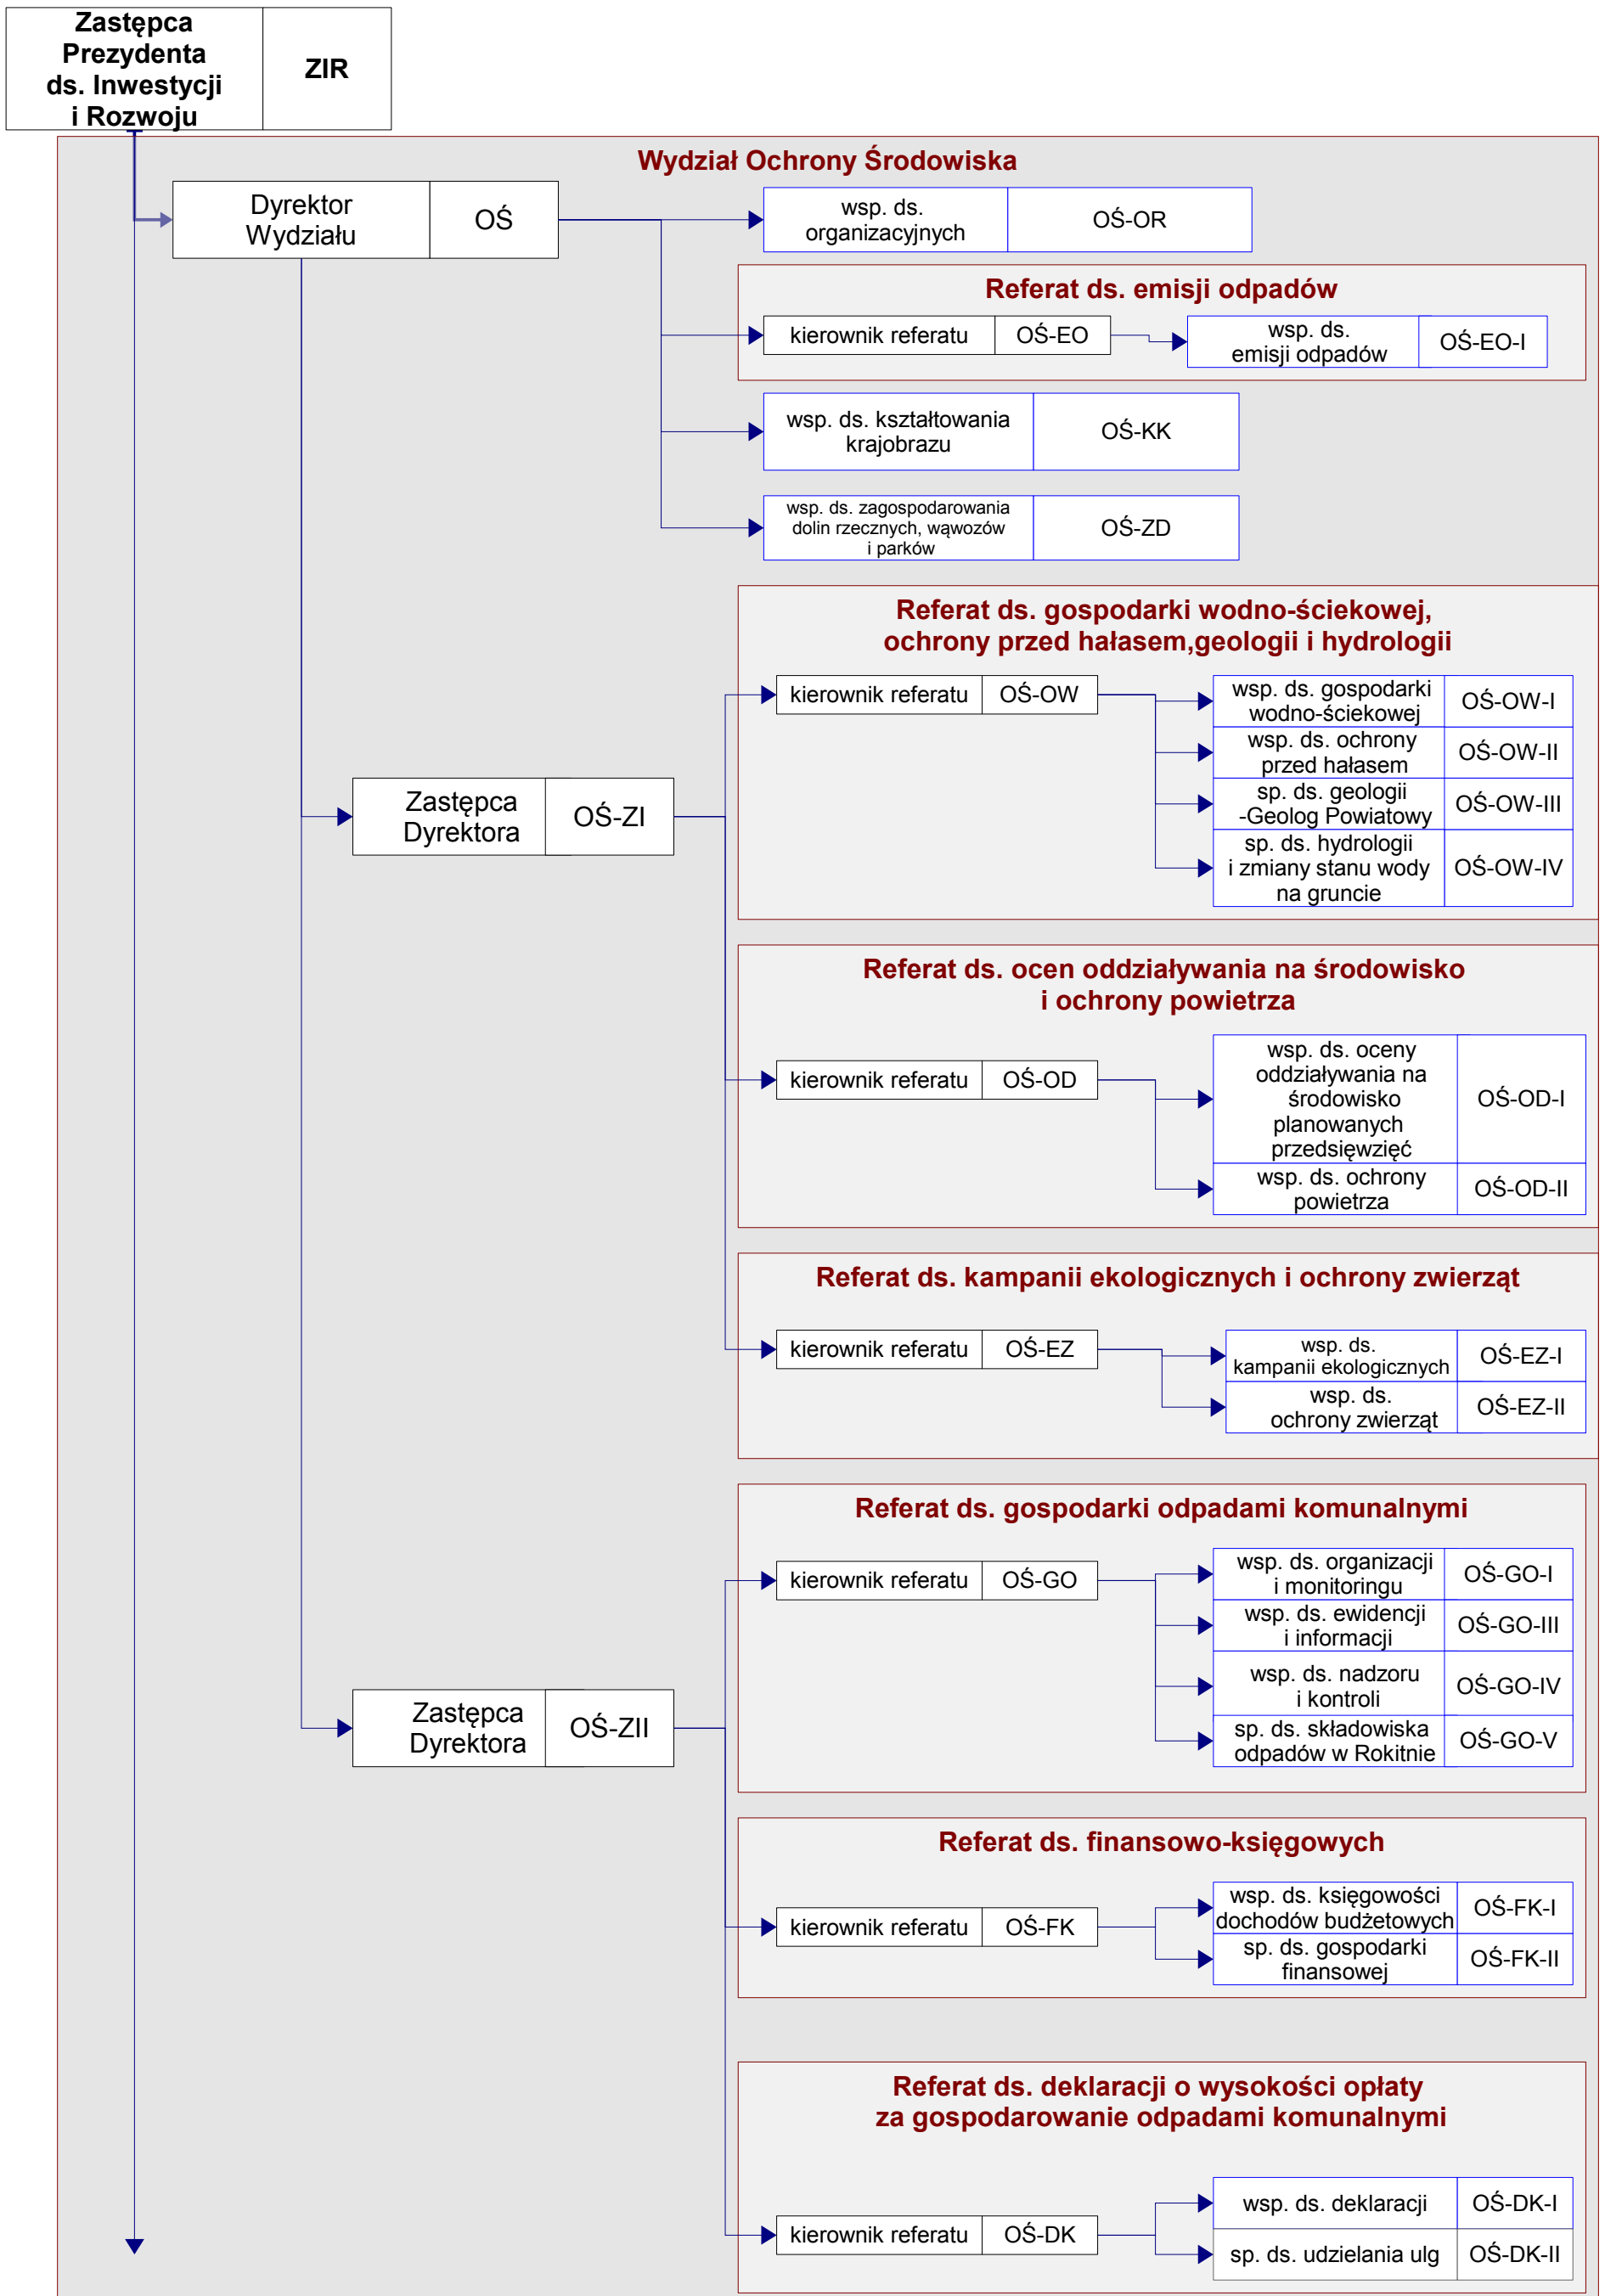 Zastępca
Prezydenta
ds. Inwestycji
i Rozwoju
ZIR
Wydział Ochrony Środowiska
Dyrektor
Wydziału
OŚ
wsp. ds.
organizacyjnych
OŚ-OR
Referat ds. emisji odpadów
kierownik referatu
OŚ-EO
wsp. ds.
emisji odpadów
OŚ-EO-I
wsp. ds. kształtowania
krajobrazu
OŚ-KK
wsp. ds. zagospodarowania
dolin rzecznych, wąwozów
i parków
OŚ-ZD
Referat ds. gospodarki wodno-ściekowej,
ochrony przed hałasem,geologii i hydrologii
kierownik referatu
OŚ-OW
wsp. ds. gospodarki
wodno-ściekowej
OŚ-OW-I
wsp. ds. ochrony
przed hałasem
OŚ-OW-II
sp. ds. geologii
-Geolog Powiatowy
OŚ-OW-III
sp. ds. hydrologii
i zmiany stanu wody
na gruncie
OŚ-OW-IV
Zastępca
Dyrektora
OŚ-ZI
Referat ds. ocen oddziaływania na środowisko
i ochrony powietrza
kierownik referatu
OŚ-OD
wsp. ds. oceny
oddziaływania na
środowisko
planowanych
przedsięwzięć
OŚ-OD-I
wsp. ds. ochrony
powietrza
OŚ-OD-II
Referat ds. kampanii ekologicznych i ochrony zwierząt
kierownik referatu
OŚ-EZ
wsp. ds.
kampanii ekologicznych
OŚ-EZ-I
wsp. ds.
ochrony zwierząt
OŚ-EZ-II
Referat ds. gospodarki odpadami komunalnymi
kierownik referatu
OŚ-GO
wsp. ds. organizacji
i monitoringu
OŚ-GO-I
wsp. ds. ewidencji
i informacji
OŚ-GO-III
wsp. ds. nadzoru
i kontroli
OŚ-GO-IV
sp. ds. składowiska
odpadów w Rokitnie
OŚ-GO-V
Zastępca
Dyrektora
OŚ-ZII
Referat ds. finansowo-księgowych
kierownik referatu
OŚ-FK
wsp. ds. księgowości
dochodów budżetowych
OŚ-FK-I
sp. ds. gospodarki
finansowej
OŚ-FK-II
Referat ds. deklaracji o wysokości opłaty
za gospodarowanie odpadami komunalnymi
kierownik referatu
OŚ-DK
wsp. ds. deklaracji
OŚ-DK-I
sp. ds. udzielania ulg
OŚ-DK-II